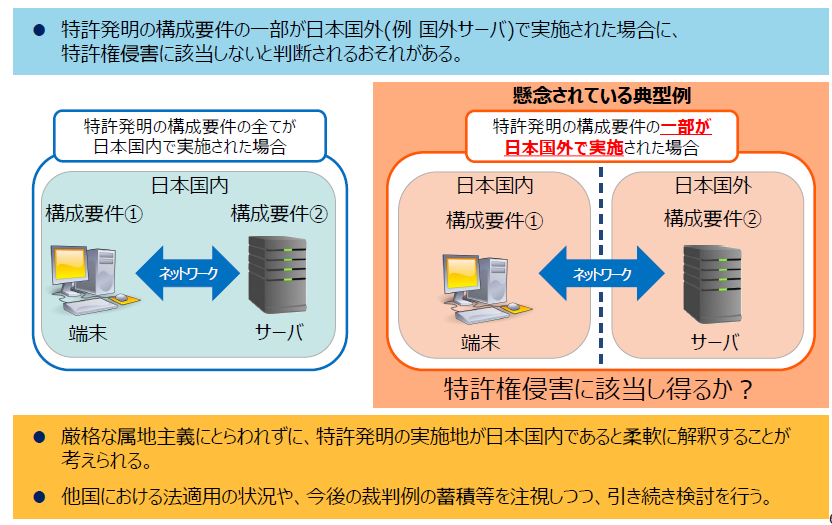 ● 特許発明の構成要件の一部が日本国外(例 国外サーバ)で実施された場合に、
特許権侵害に該当しないと判断されるおそれがある。
特許発明の構成要件の全てが
日本国内で実施された場合
日本国内
構成要件① 構成要件②
ネットワーク
端末 サーバ
懸念されている典型例
特許発明の構成要件の一部が
日本国外で実施された場合
日本国内 日本国外
構成要件① 構成要件②
ネットワーク
端末 サーバ
特許権侵害に該当し得るか？
● 厳格な属地主義にとらわれずに、特許発明の実施地が日本国内であると柔軟に解釈することが
考えられる。
● 他国における法適用の状況や、今後の裁判例の蓄積等を注視しつつ、引き続き検討を行う。